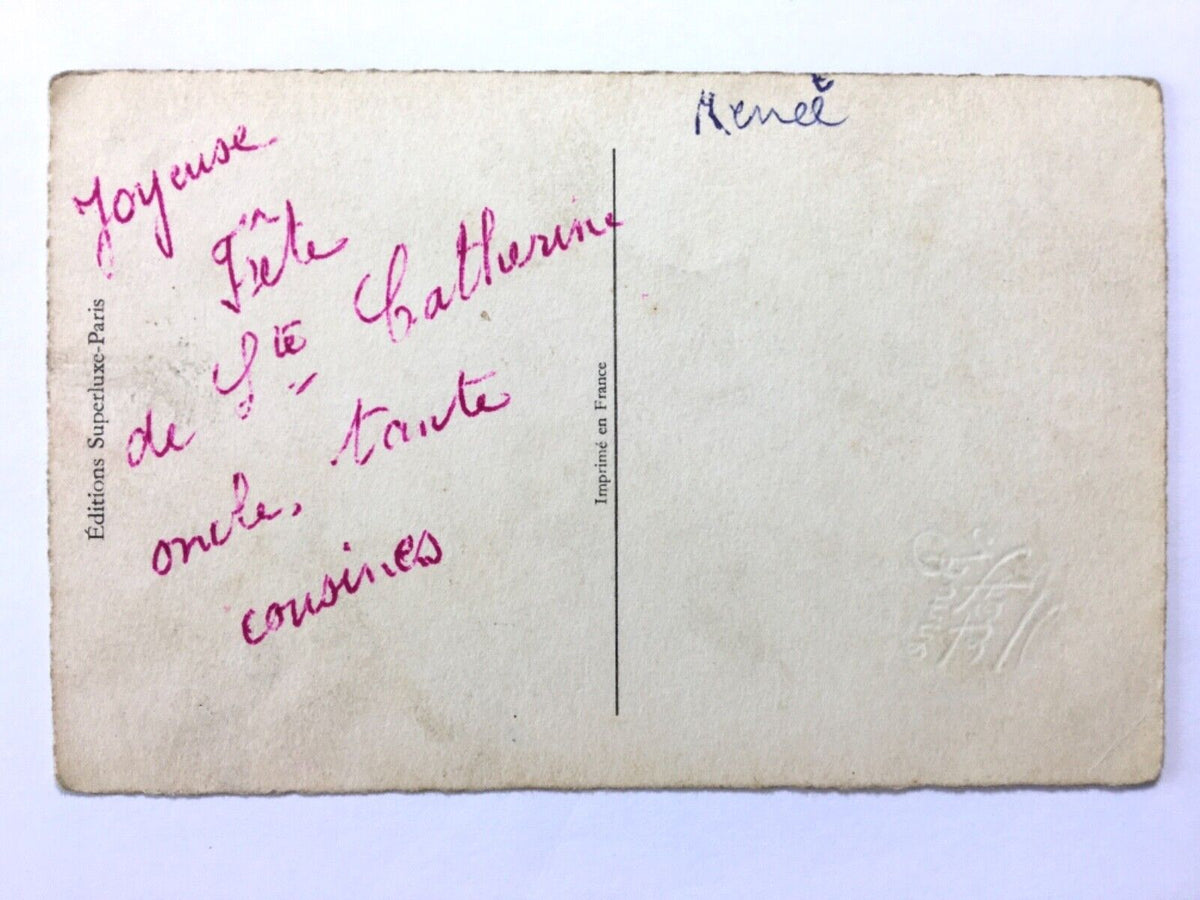 Joyeuse
Fête
de Ste Catherine
oncle, tante
cousines
Renée
Éditions Superluxe-Paris
Imprimé en France